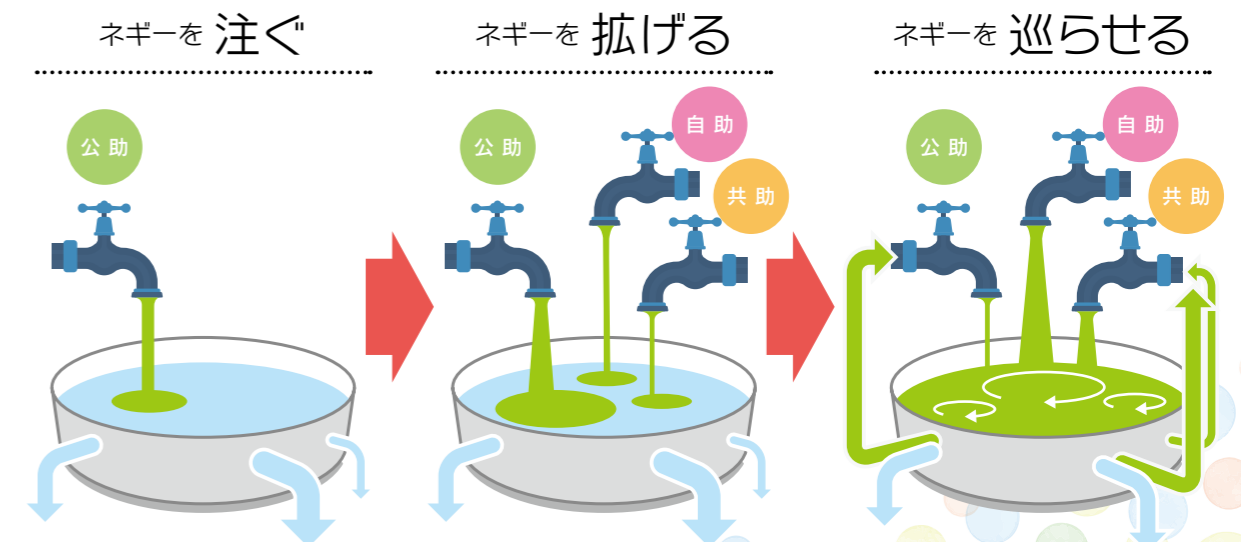 ネギーを 注ぐ
公助
ネギーを 拡げる
公助
自助
共助
ネギーを 巡らせる
公助
自助
共助